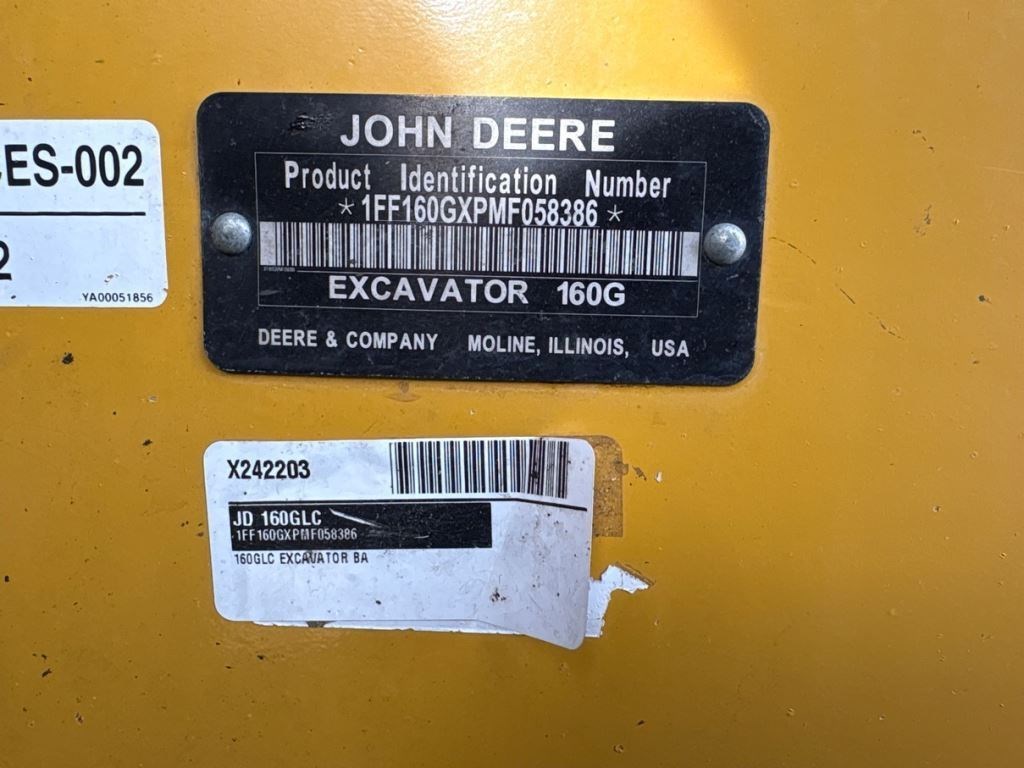 CES-002
2
YA00051856
JOHN DEERE
Product Identification Number
*1FF160GXPMF058386*
EXCAVATOR 160G
DEERE & COMPANY MOLINE, ILLINOIS, USA
X242203
JD 160GLC
1FF160GXPMF058386
160GLC EXCAVATOR BA